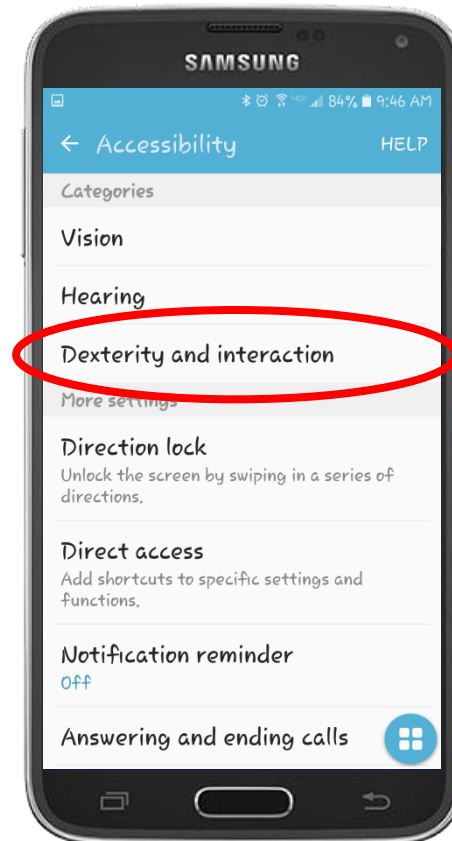 SAMSUNG
84% 9:46 AM
Accessibility HELP
Categories
Vision
Hearing
Dexterity and interaction
More settings
Direction lock
Unlock the screen by swiping in a series of
directions.
Direct access
Add shortcuts to specific settings and
functions.
Notification reminder
Off
Answering and ending calls